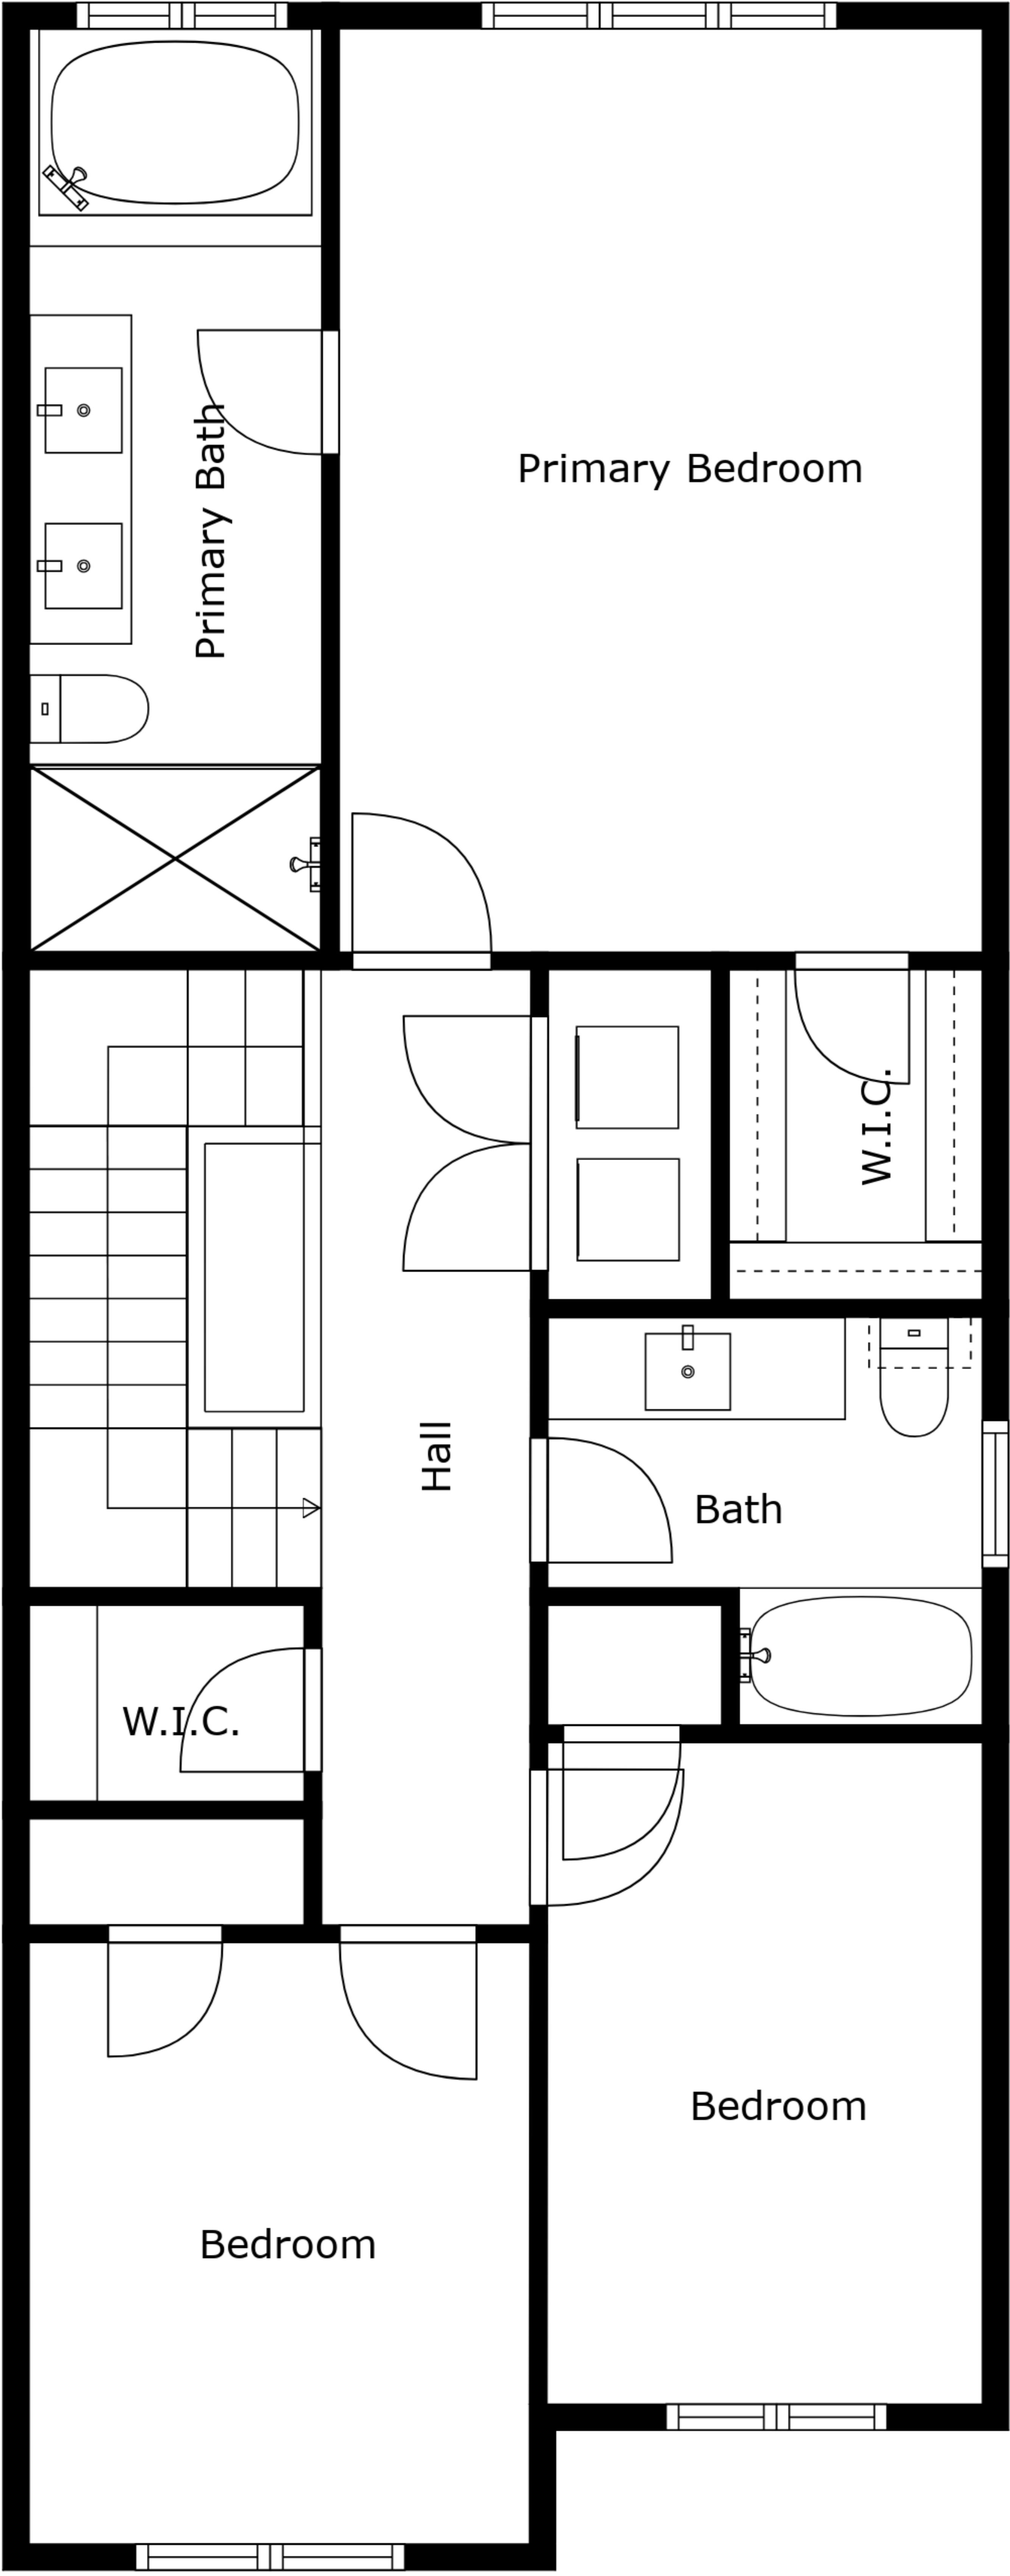 Primary Bath
Primary Bedroom
W.I.C.
Hall
Bath
W.I.C.
Bedroom
Bedroom